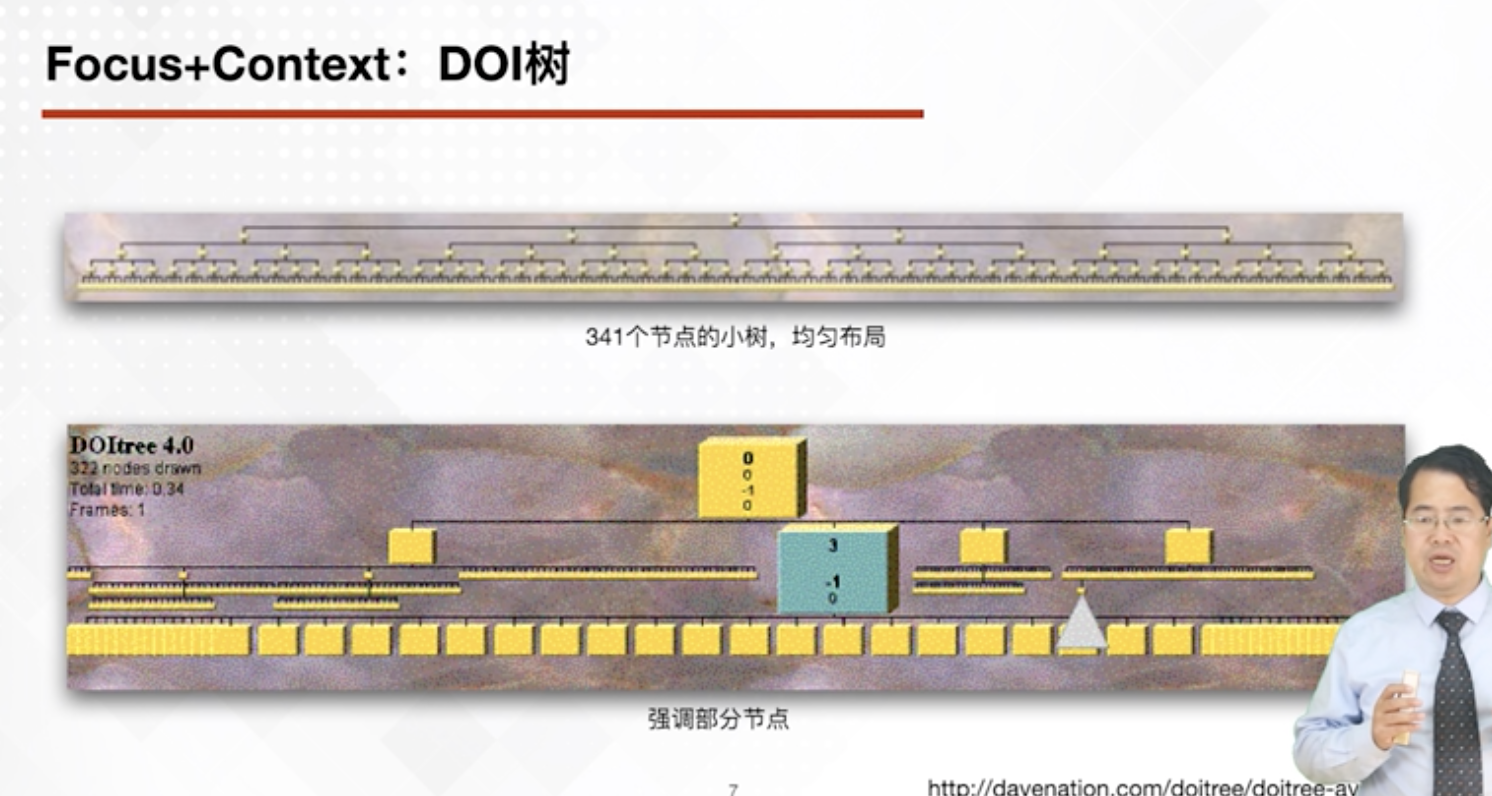 Focus+Context：DOI树
341个节点的小树，均匀布局
DOItree 4.0
322 nodes drawn
Total time: 0.34
Frames: 1
0
0
-1
0
3
-1
0
强调部分节点
7
http://davenation.com/doitree/doitree-av